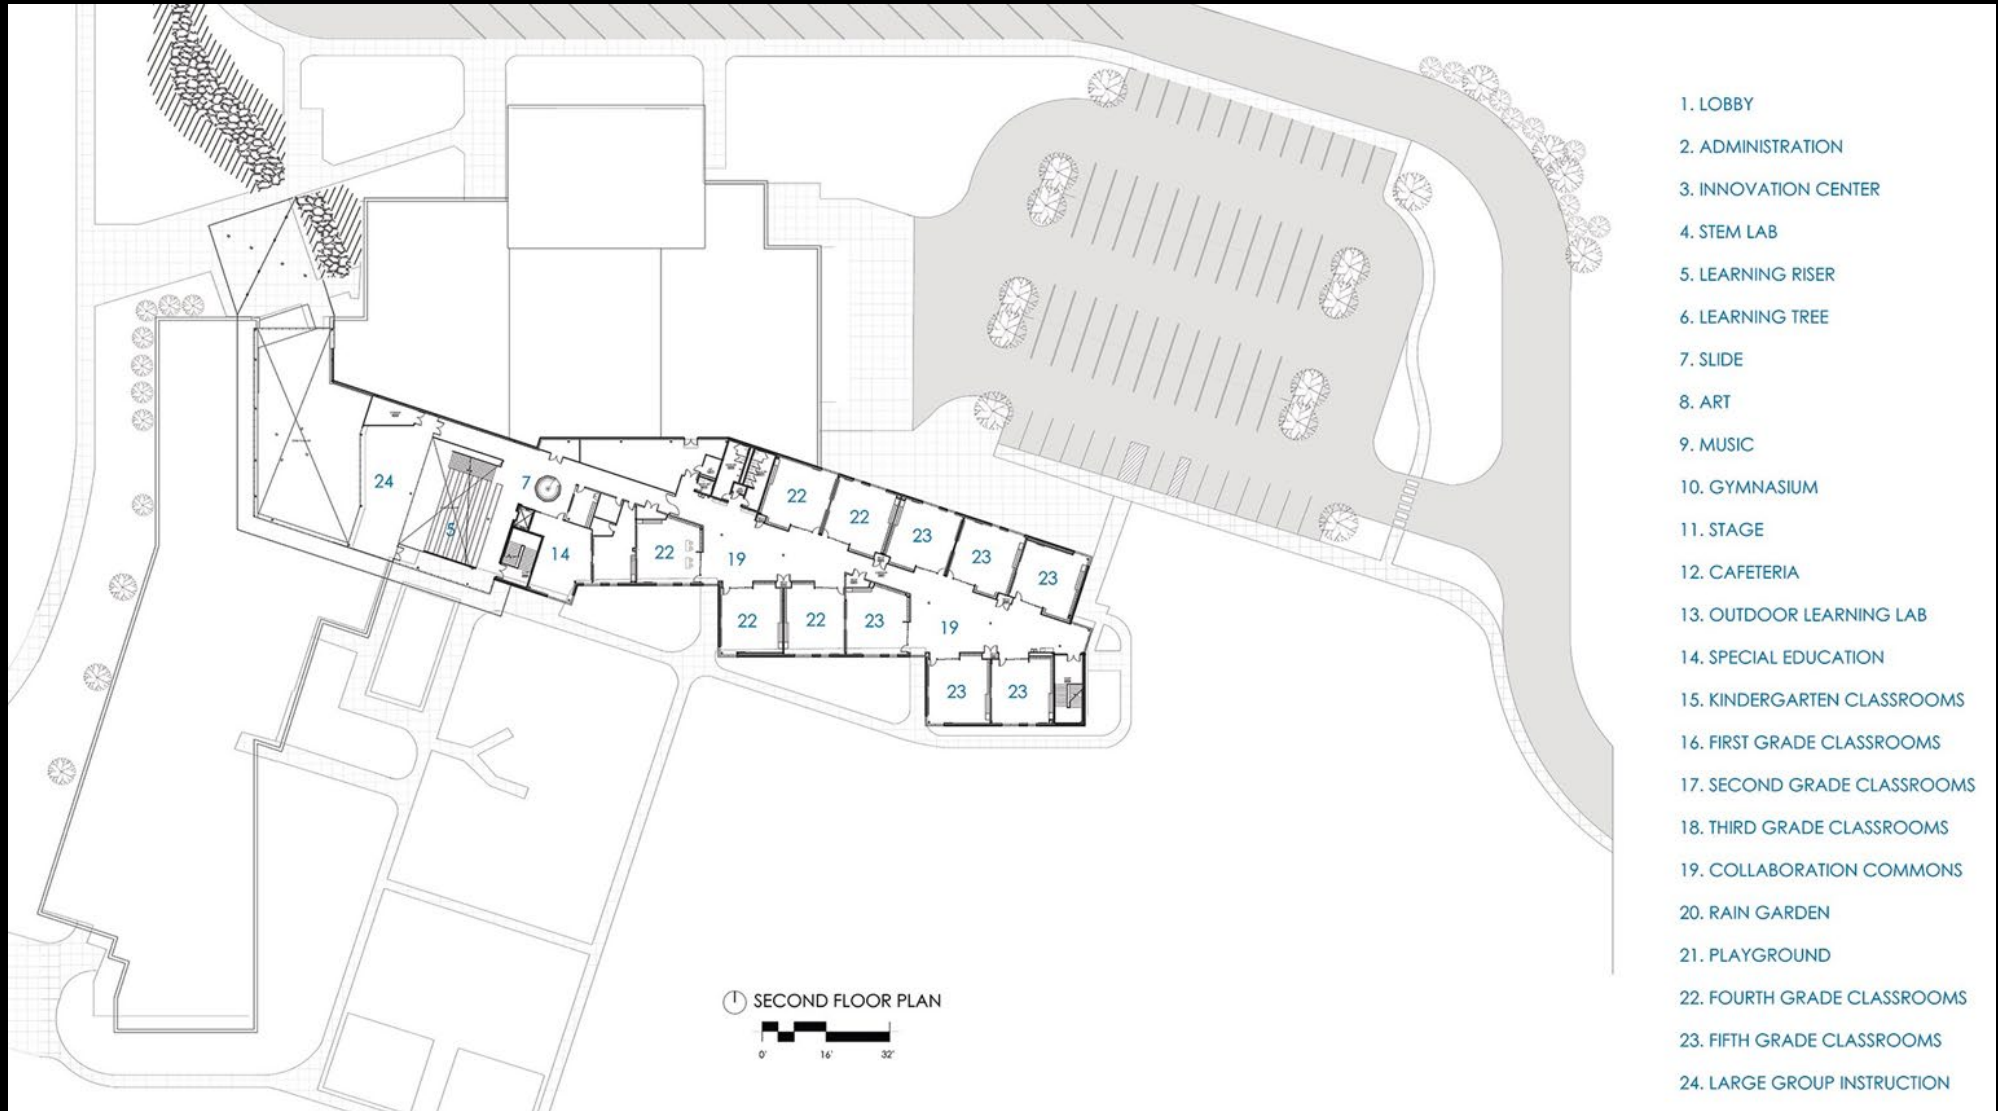 1. LOBBY
2. ADMINISTRATION
3. INNOVATION CENTER
4. STEM LAB
5. LEARNING RISER
6. LEARNING TREE
7. SLIDE
8. ART
9. MUSIC
10. GYMNASIUM
11. STAGE
12. CAFETERIA
13. OUTDOOR LEARNING LAB
14. SPECIAL EDUCATION
15. KINDERGARTEN CLASSROOMS
16. FIRST GRADE CLASSROOMS
17. SECOND GRADE CLASSROOMS
18. THIRD GRADE CLASSROOMS
19. COLLABORATION COMMONS
20. RAIN GARDEN
21. PLAYGROUND
22. FOURTH GRADE CLASSROOMS
23. FIFTH GRADE CLASSROOMS
24. LARGE GROUP INSTRUCTION
24
7
5
14
22
19
22
22
23
23
23
22
22
23
19
23
23
SECOND FLOOR PLAN
0' 16' 32'